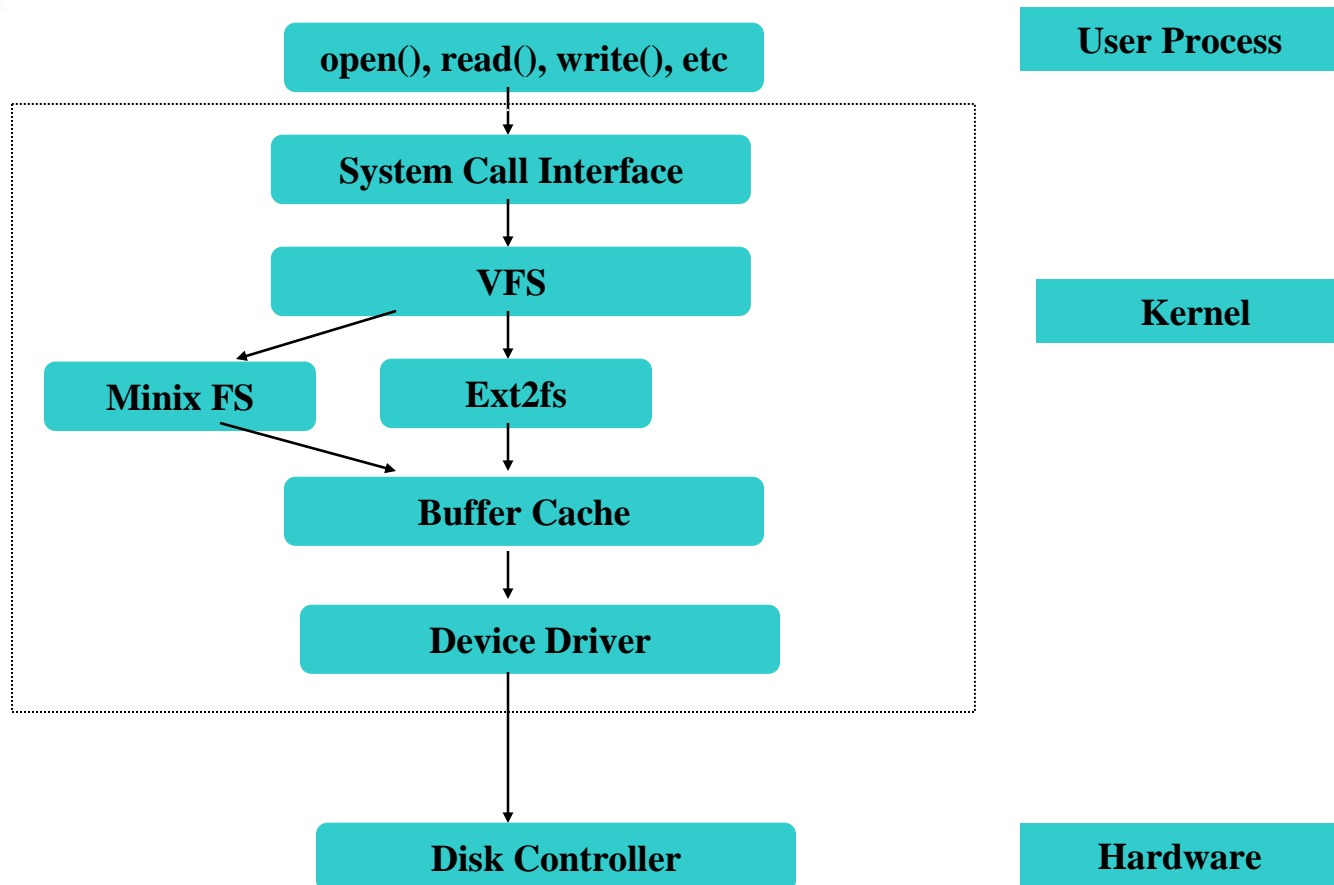 open(), read(), write(), etc
User Process
System Call Interface
VFS
Kernel
Minix FS
Ext2fs
Buffer Cache
Device Driver
Disk Controller
Hardware